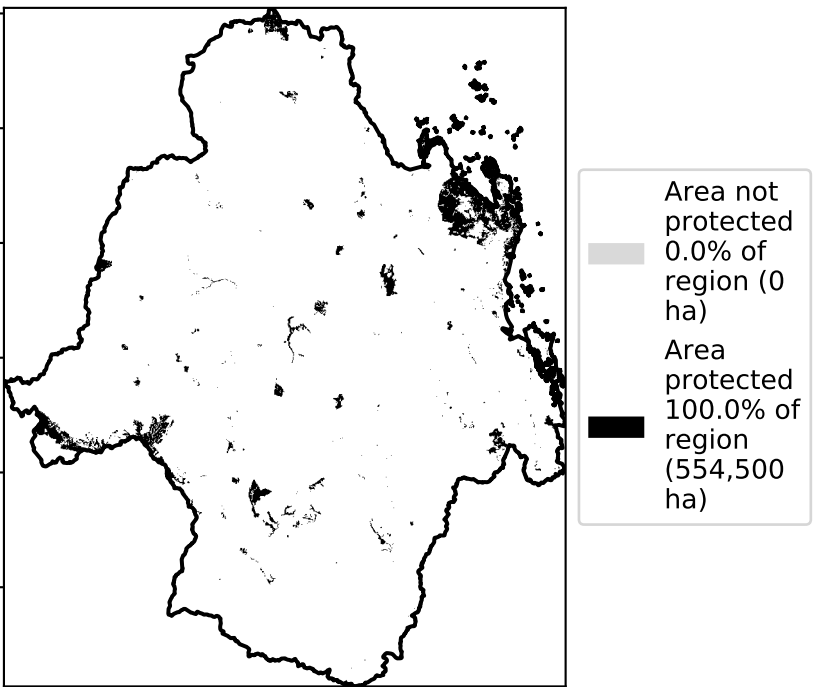 Area not
protected
0.0% of
region (0
ha)
Area
protected
100.0% of
region
(554,500
ha)